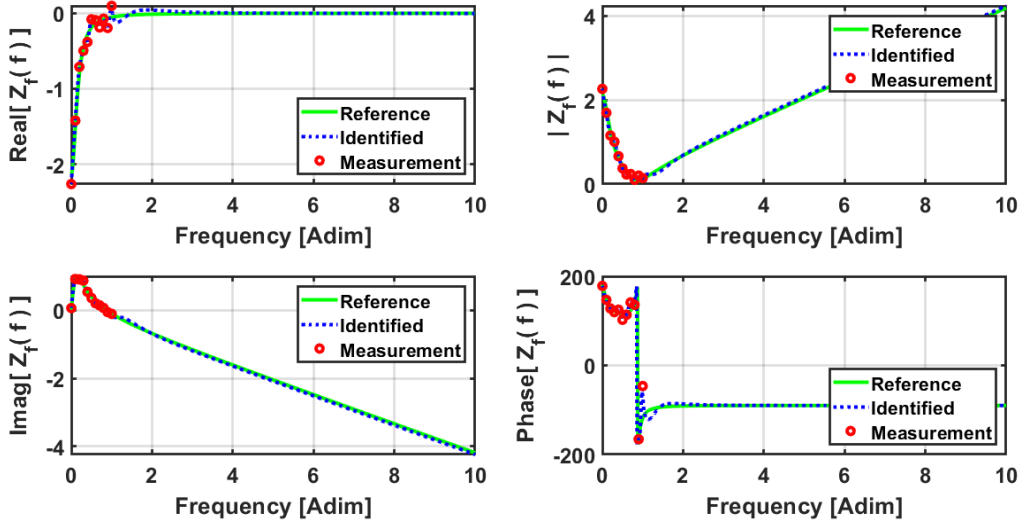 0
-1
-2
Real[ Z_f( f ) ]
Reference
Identified
Measurement
0 2 4 6 8 10
Frequency [Adim]
4
2
0
| Z_f( f ) |
Reference
Identified
Measurement
0 2 4 6 8 10
Frequency [Adim]
0
-2
-4
Imag[ Z_f( f ) ]
Reference
Identified
Measurement
0 2 4 6 8 10
Frequency [Adim]
200
0
-200
Phase[ Z_f( f ) ]
Reference
Identified
Measurement
0 2 4 6 8 10
Frequency [Adim]